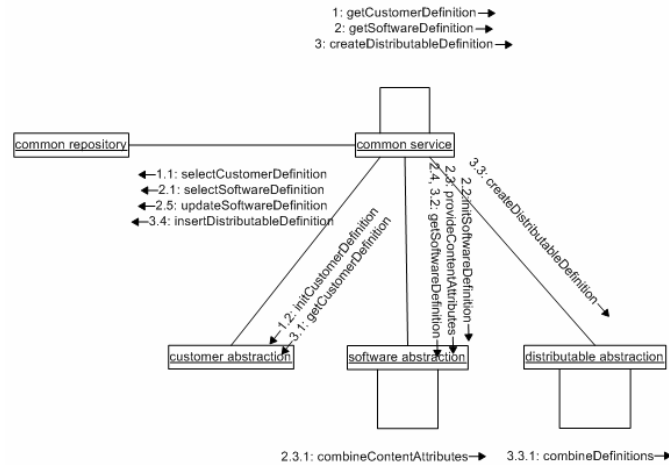 1: getCustomerDefinition
2: getSoftwareDefinition
3: createDistributableDefinition
common repository
common service
1.1: selectCustomerDefinition
2.1: selectSoftwareDefinition
2.5: updateSoftwareDefinition
3.4: insertDistributableDefinition
1.2: initCustomerDefinition
3.1: getCustomerDefinition
2.4, 3.2: getSoftwareDefinition
2.3: provideContentAttributes
2.2: initSoftwareDefinition
3.3: createDistributableDefinition
customer abstraction
software abstraction
distributable abstraction
2.3.1: combineContentAttributes
3.3.1: combineDefinitions